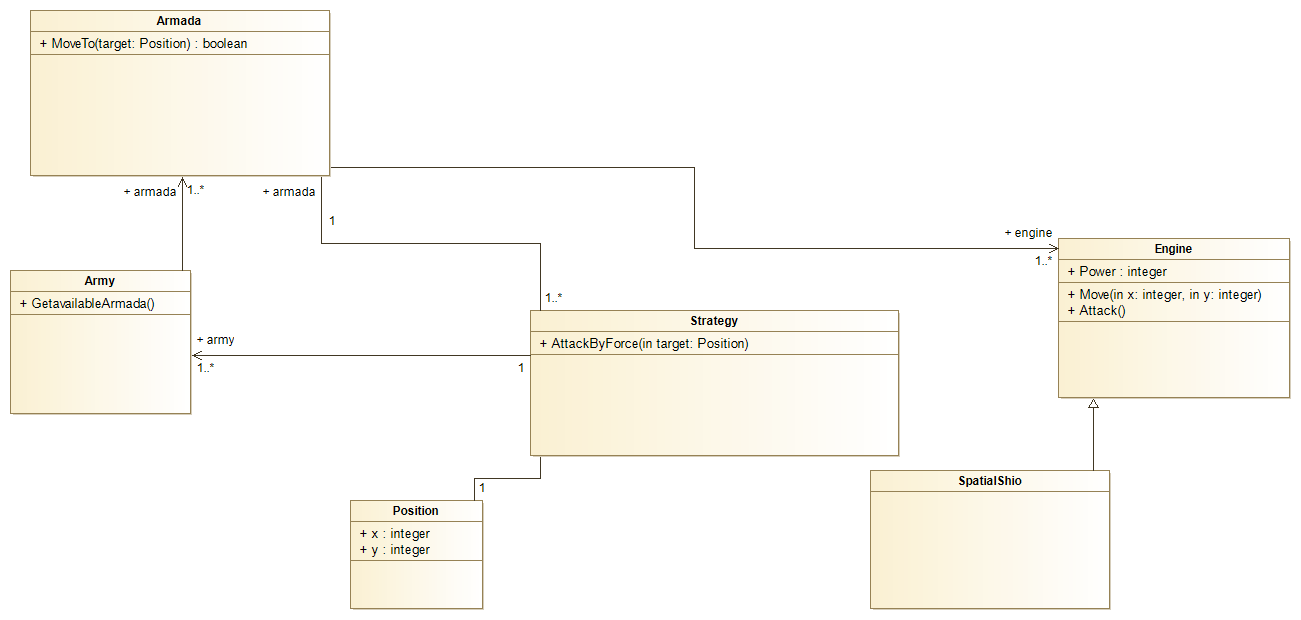 Armada
+ MoveTo(target: Position) : boolean
+ armada
1..*
+ armada
1
+ engine
1..*
Engine
+ Power : integer
+ Move(in x: integer, in y: integer)
+ Attack()
Army
+ GetavailableArmada()
+ army
1..*
1
1..*
Strategy
+ AttackByForce(in target: Position)
1
Position
+ x : integer
+ y : integer
SpatialShio